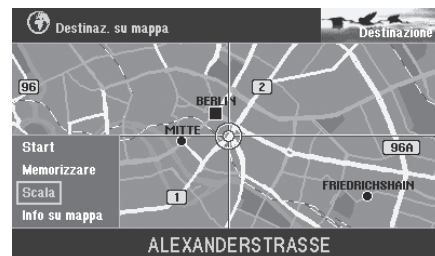 Destinaz. su mappa
Destinazione
96
2
BERLIN
MITTE
96A
Start
Memorizzare
Scala
Info su mappa
1
FRIEDRICHSHAIN
ALEXANDERSTRASSE